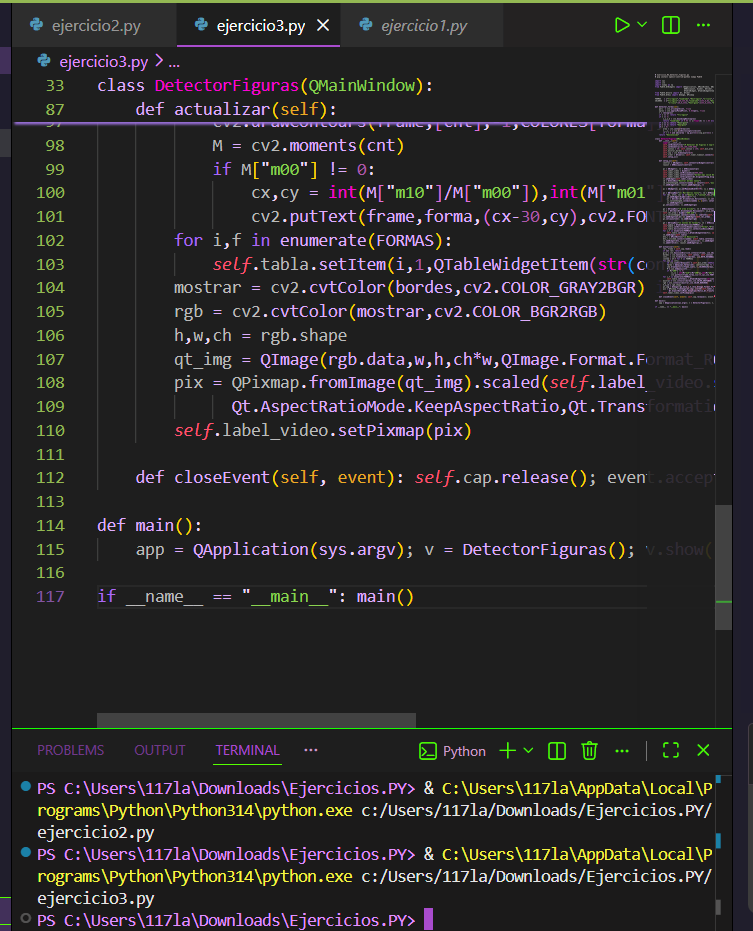 ejercicio2.py
ejercicio3.py
ejercicio1.py
ejercicio3.py > ...
33 class DetectorFiguras(QMainWindow):
87 def actualizar(self):
98 M = cv2.moments(cnt)
99 if M["m00"] != 0:
100 cx,cy = int(M["m10"]/M["m00"]),int(M["m01"
101 cv2.putText(frame,forma,(cx-30,cy),cv2.FON
102 for i,f in enumerate(FORMAS):
103 self.tabla.setItem(i,1,QTableWidgetItem(str(con
104 mostrar = cv2.cvtColor(bordes,cv2.COLOR_GRAY2BGR)
105 rgb = cv2.cvtColor(mostrar,cv2.COLOR_BGR2RGB)
106 h,w,ch = rgb.shape
107 qt_img = QImage(rgb.data,w,h,ch*w,QImage.Format.Format_R
108 pix = QPixmap.fromImage(qt_img).scaled(self.label_video.s
109 Qt.AspectRatioMode.KeepAspectRatio,Qt.Transformatio
110 self.label_video.setPixmap(pix)
111
112 def closeEvent(self, event): self.cap.release(); event.accept
113
114 def main():
115 app = QApplication(sys.argv); v = DetectorFiguras(); v.show(
116
117 if __name__ == "__main__": main()
PROBLEMS OUTPUT TERMINAL ... Python
PS C:\Users\117la\Downloads\Ejercicios.PY> & C:\Users\117la\AppData\Local\P
rograms\Python\Python314\python.exe c:/Users/117la/Downloads/Ejercicios.PY/
ejercicio2.py
PS C:\Users\117la\Downloads\Ejercicios.PY> & C:\Users\117la\AppData\Local\P
rograms\Python\Python314\python.exe c:/Users/117la/Downloads/Ejercicios.PY/
ejercicio3.py
PS C:\Users\117la\Downloads\Ejercicios.PY>